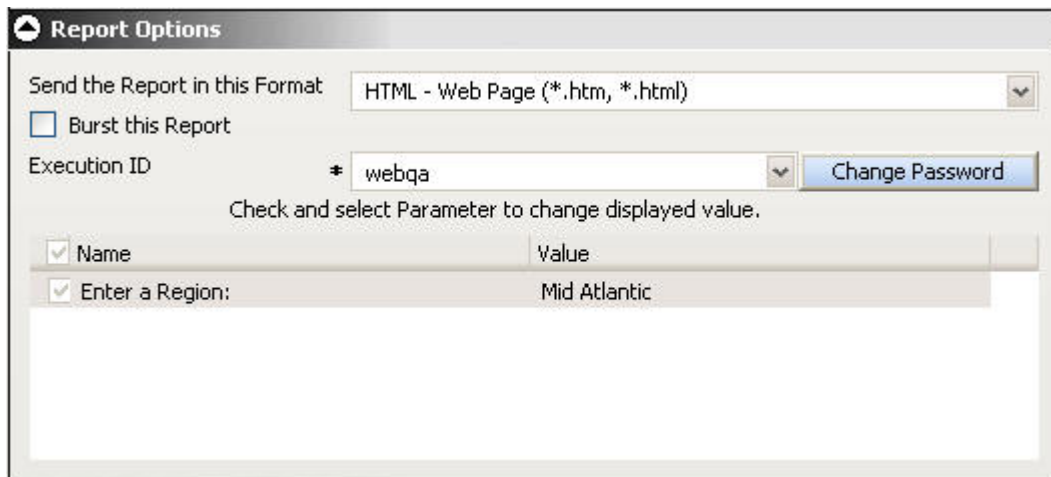 Report Options
Send the Report in this Format HTML - Web Page (*.htm, *.html)
Burst this Report
Execution ID * webqa Change Password
Check and select Parameter to change displayed value.
Name Value
Enter a Region: Mid Atlantic